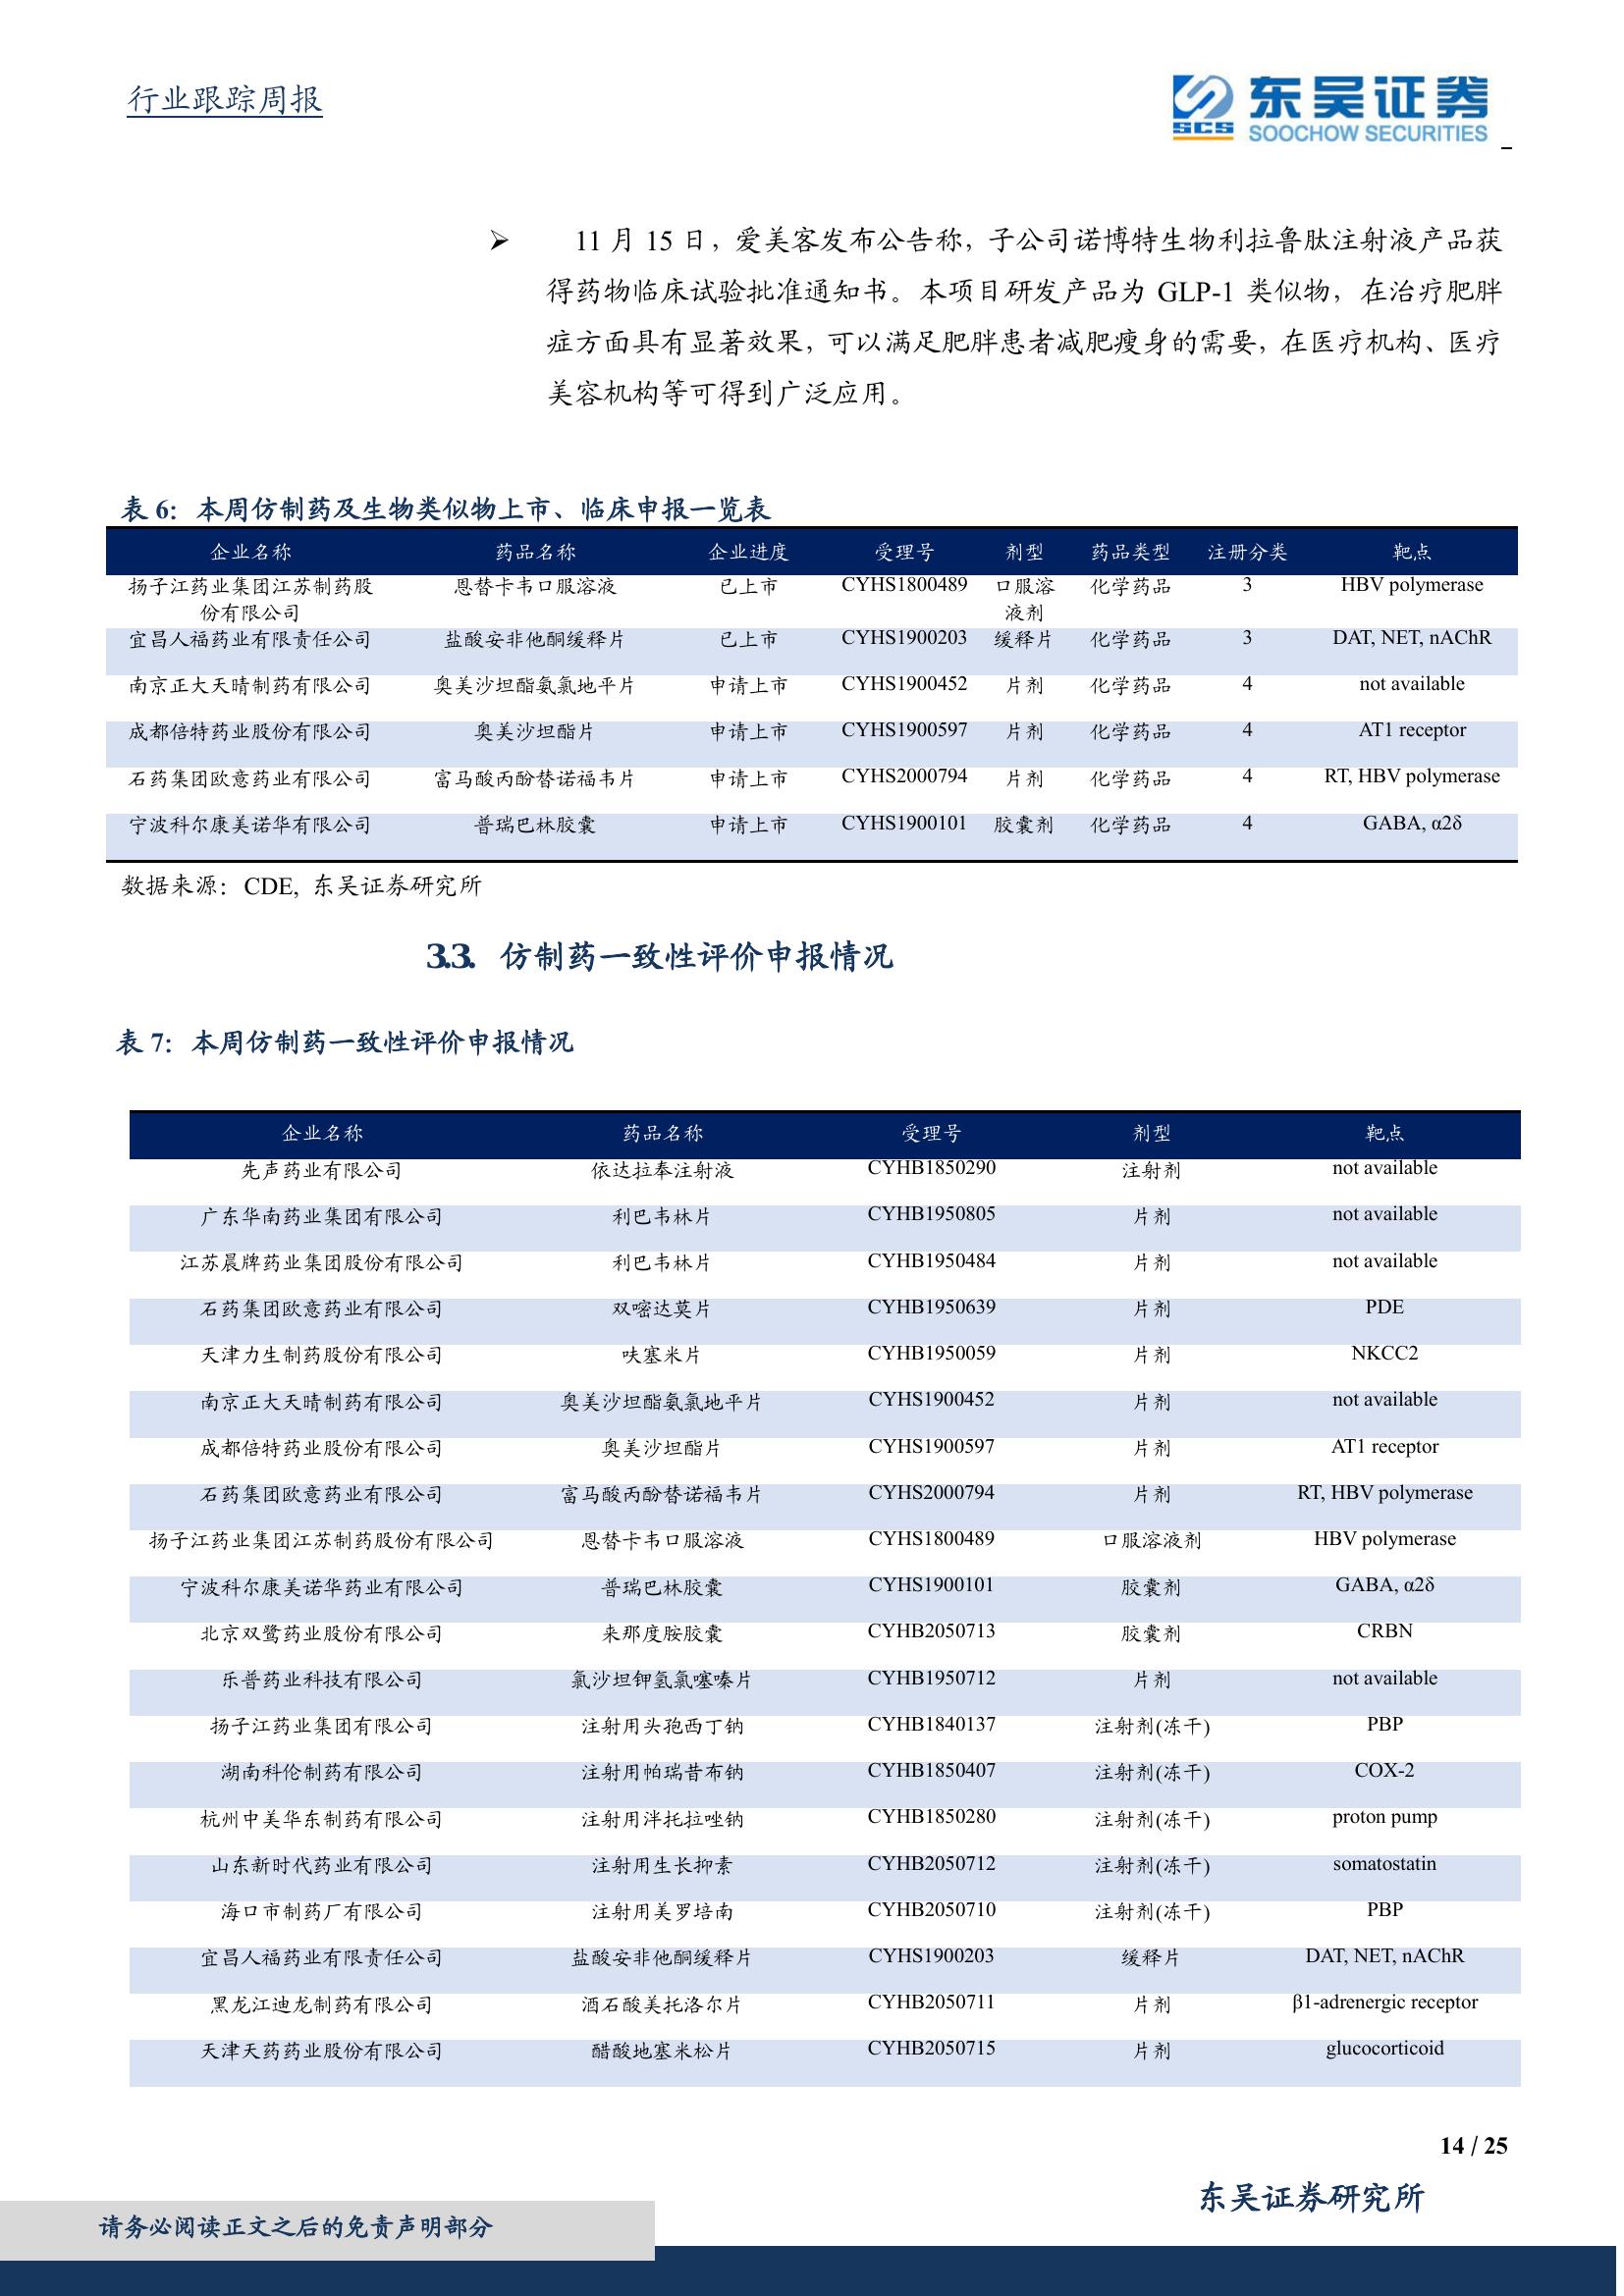 行业跟踪周报
SCS
东吴证券
SOOCHOW SECURITIES
➢ 11 月 15 日，爱美客发布公告称，子公司诺博特生物利拉鲁肽注射液产品获
得药物临床试验批准通知书。本项目研发产品为 GLP-1 类似物，在治疗肥胖
症方面具有显著效果，可以满足肥胖患者减肥瘦身的需要，在医疗机构、医疗
美容机构等可得到广泛应用。
表 6：本周仿制药及生物类似物上市、临床申报一览表
企业名称 药品名称 企业进度 受理号 剂型 药品类型 注册分类 靶点
扬子江药业集团江苏制药股 恩替卡韦口服溶液 已上市 CYHS1800489 口服溶 化学药品 3 HBV polymerase
份有限公司 液剂
宜昌人福药业有限责任公司 盐酸安非他酮缓释片 已上市 CYHS1900203 缓释片 化学药品 3 DAT, NET, nAChR
南京正大天晴制药有限公司 奥美沙坦酯氨氯地平片 申请上市 CYHS1900452 片剂 化学药品 4 not available
成都倍特药业股份有限公司 奥美沙坦酯片 申请上市 CYHS1900597 片剂 化学药品 4 AT1 receptor
石药集团欧意药业有限公司 富马酸丙酚替诺福韦片 申请上市 CYHS2000794 片剂 化学药品 4 RT, HBV polymerase
宁波科尔康美诺华有限公司 普瑞巴林胶囊 申请上市 CYHS1900101 胶囊剂 化学药品 4 GABA, α2δ
数据来源：CDE, 东吴证券研究所
3.3. 仿制药一致性评价申报情况
表 7：本周仿制药一致性评价申报情况
企业名称 药品名称 受理号 剂型 靶点
先声药业有限公司 依达拉奉注射液 CYHB1850290 注射剂 not available
广东华南药业集团有限公司 利巴韦林片 CYHB1950805 片剂 not available
江苏晨牌药业集团股份有限公司 利巴韦林片 CYHB1950484 片剂 not available
石药集团欧意药业有限公司 双嘧达莫片 CYHB1950639 片剂 PDE
天津力生制药股份有限公司 呋塞米片 CYHB1950059 片剂 NKCC2
南京正大天晴制药有限公司 奥美沙坦酯氨氯地平片 CYHS1900452 片剂 not available
成都倍特药业股份有限公司 奥美沙坦酯片 CYHS1900597 片剂 AT1 receptor
石药集团欧意药业有限公司 富马酸丙酚替诺福韦片 CYHS2000794 片剂 RT, HBV polymerase
扬子江药业集团江苏制药股份有限公司 恩替卡韦口服溶液 CYHS1800489 口服溶液剂 HBV polymerase
宁波科尔康美诺华药业有限公司 普瑞巴林胶囊 CYHS1900101 胶囊剂 GABA, α2δ
北京双鹭药业股份有限公司 来那度胺胶囊 CYHB2050713 胶囊剂 CRBN
乐普药业科技有限公司 氯沙坦钾氢氯噻嗪片 CYHB1950712 片剂 not available
扬子江药业集团有限公司 注射用头孢西丁钠 CYHB1840137 注射剂(冻干) PBP
湖南科伦制药有限公司 注射用帕瑞昔布钠 CYHB1850407 注射剂(冻干) COX-2
杭州中美华东制药有限公司 注射用泮托拉唑钠 CYHB1850280 注射剂(冻干) proton pump
山东新时代药业有限公司 注射用生长抑素 CYHB2050712 注射剂(冻干) somatostatin
海口市制药厂有限公司 注射用美罗培南 CYHB2050710 注射剂(冻干) PBP
宜昌人福药业有限责任公司 盐酸安非他酮缓释片 CYHS1900203 缓释片 DAT, NET, nAChR
黑龙江迪龙制药有限公司 酒石酸美托洛尔片 CYHB2050711 片剂 β1-adrenergic receptor
天津天药药业股份有限公司 醋酸地塞米松片 CYHB2050715 片剂 glucocorticoid
14 / 25
东吴证券研究所
请务必阅读正文之后的免责声明部分